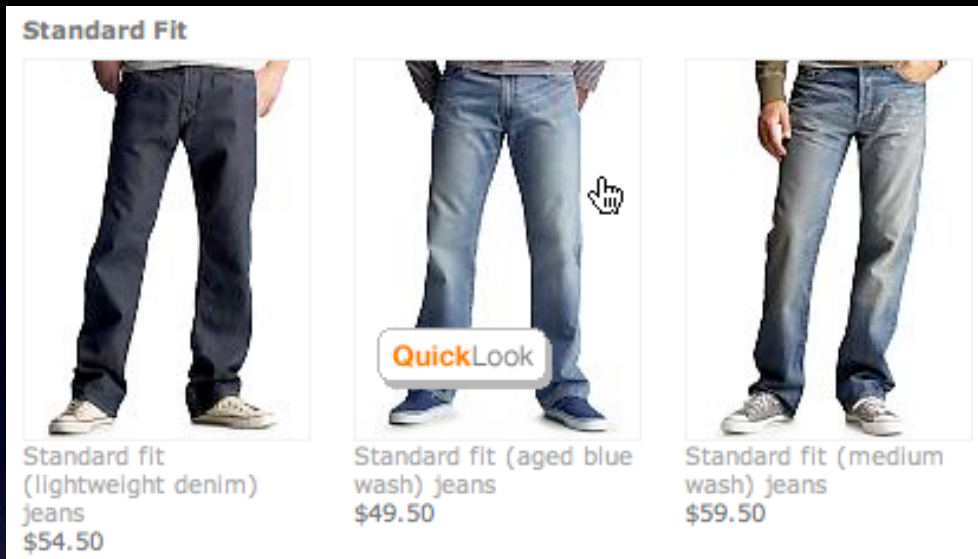 Standard Fit
QuickLook
Standard fit
(lightweight denim)
jeans
$54.50
Standard fit (aged blue
wash) jeans
$49.50
Standard fit (medium
wash) jeans
$59.50